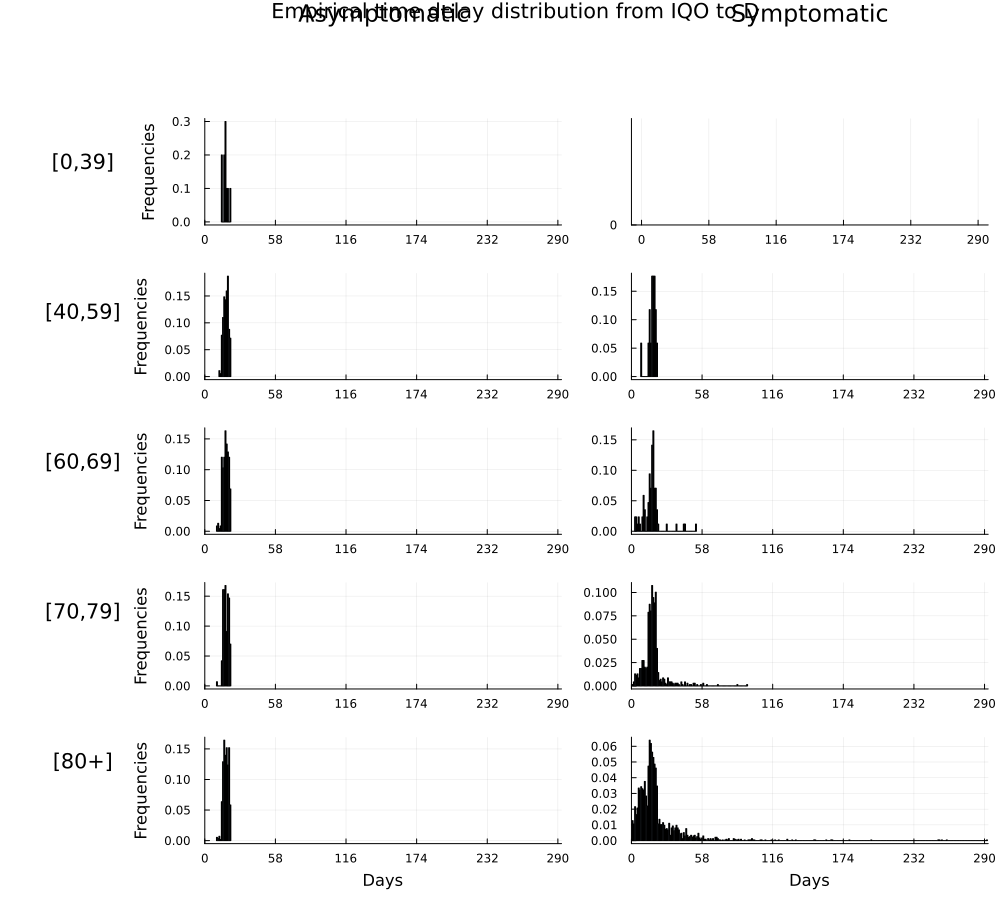 Empirical time delay distribution from IQO to D
Asymptomatic
Symptomatic
[0,39]
Frequencies
0.3
0.2
0.1
0.0
0 58 116 174 232 290
0
0 58 116 174 232 290
[40,59]
Frequencies
0.15
0.10
0.05
0.00
0 58 116 174 232 290
0.15
0.10
0.05
0.00
0 58 116 174 232 290
[60,69]
Frequencies
0.15
0.10
0.05
0.00
0 58 116 174 232 290
0.15
0.10
0.05
0.00
0 58 116 174 232 290
[70,79]
Frequencies
0.15
0.10
0.05
0.00
0 58 116 174 232 290
0.100
0.075
0.050
0.025
0.000
0 58 116 174 232 290
[80+]
Frequencies
0.15
0.10
0.05
0.00
0 58 116 174 232 290
Days
0.06
0.05
0.04
0.03
0.02
0.01
0.00
0 58 116 174 232 290
Days